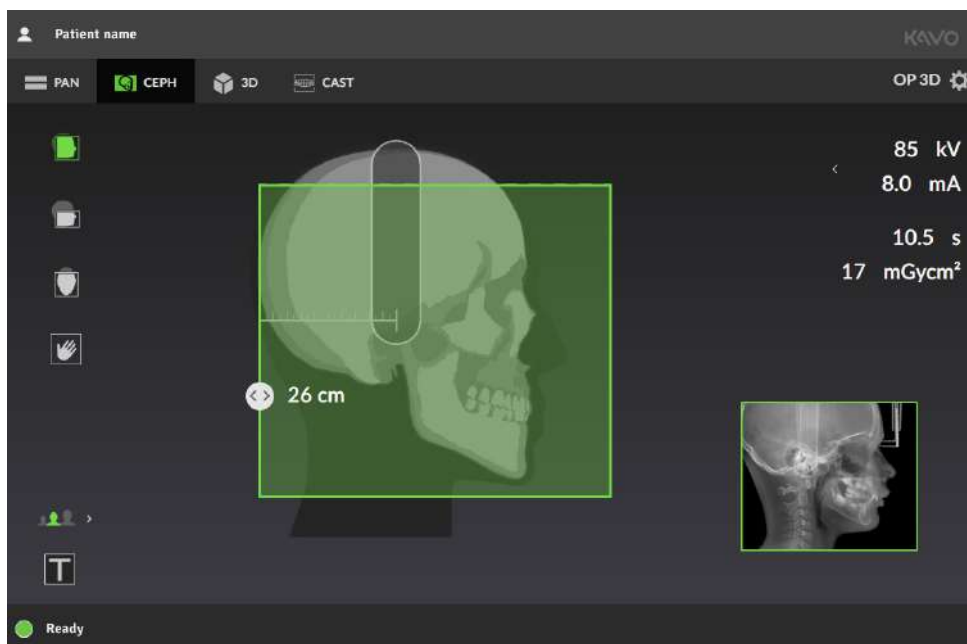 Patient name
KAVO
PAN
CEPH
3D
CAST
OP 3D
85 kV
8.0 mA
10.5 s
17 mGycm²
26 cm
T
Ready